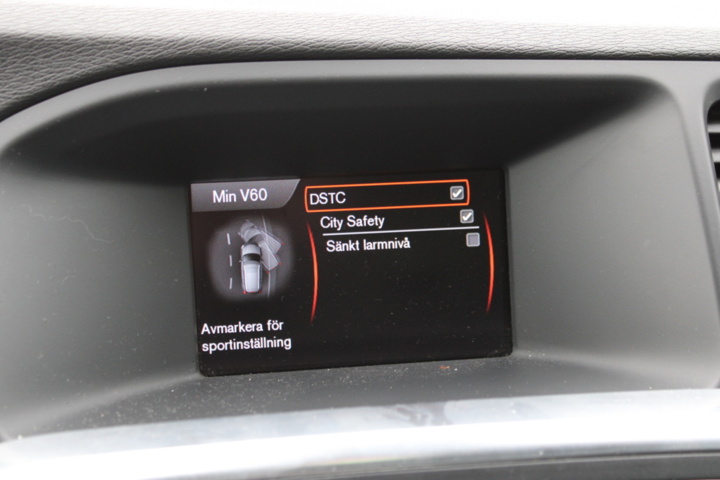 Min V60
DSTC
City Safety
Sänkt larmnivå
Avmarkera för
sportinställning